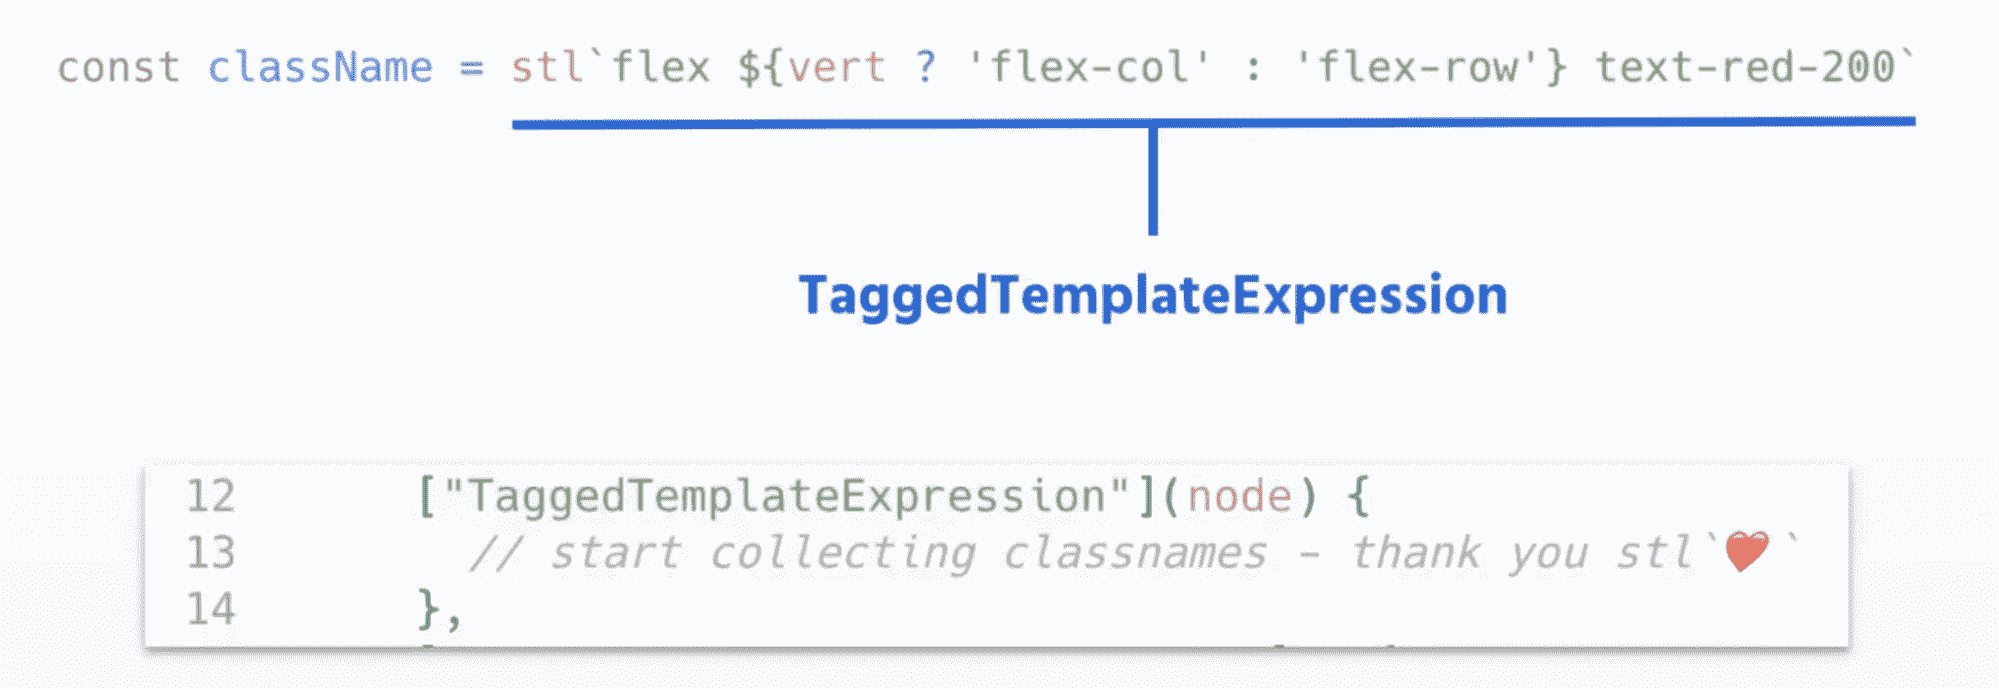 const className = stl`flex ${vert ? 'flex-col' : 'flex-row'} text-red-200`
TaggedTemplateExpression
12 ["TaggedTemplateExpression"](node) {
13 // start collecting classnames - thank you stl`❤️`
14 },